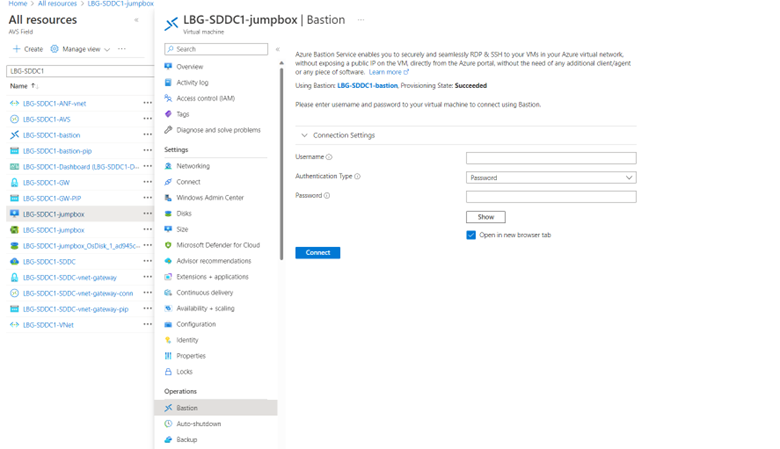 Home > All resources > LBG-SDDC1-jumpbox
All resources
AVS Field
+ Create
Manage view
...
LBG-SDDC1
Name ↑↓
LBG-SDDC1-ANF-vnet
LBG-SDDC1-AVS
LBG-SDDC1-bastion
LBG-SDDC1-bastion-pip
LBG-SDDC1-Dashboard (LBG-SDDC1-D...
LBG-SDDC1-GW
LBG-SDDC1-GW-PIP
LBG-SDDC1-jumpbox
LBG-SDDC1-jumpbox
LBG-SDDC1-jumpbox_OsDisk_1_ad945c...
LBG-SDDC1-SDDC
LBG-SDDC1-SDDC-vnet-gateway
LBG-SDDC1-SDDC-vnet-gateway-conn
LBG-SDDC1-SDDC-vnet-gateway-pip
LBG-SDDC1-VNet
LBG-SDDC1-jumpbox | Bastion ...
Virtual machine
Search
Overview
Activity log
Access control (IAM)
Tags
Diagnose and solve problems
Settings
Networking
Connect
Windows Admin Center
Disks
Size
Microsoft Defender for Cloud
Advisor recommendations
Extensions + applications
Continuous delivery
Availability + scaling
Configuration
Identity
Properties
Locks
Operations
Bastion
Auto-shutdown
Backup
Azure Bastion Service enables you to securely and seamlessly RDP & SSH to your VMs in your Azure virtual network,
without exposing a public IP on the VM, directly from the Azure portal, without the need of any additional client/agent
or any piece of software. Learn more
Using Bastion: LBG-SDDC1-bastion, Provisioning State: Succeeded
Please enter username and password to your virtual machine to connect using Bastion.
Connection Settings
Username
Authentication Type
Password
Password
Show
Open in new browser tab
Connect